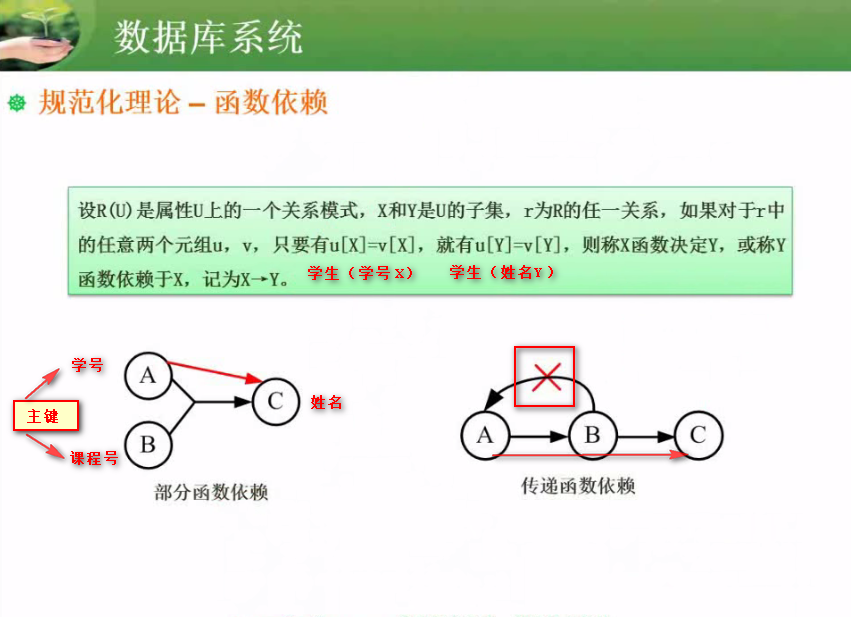 数据库系统
规范化理论 – 函数依赖
设R(U)是属性U上的一个关系模式，X和Y是U的子集，r为R的任一关系，如果对于r中
的任意两个元组u，v，只要有u[X]=v[X]，就有u[Y]=v[Y]，则称X函数决定Y，或称Y
函数依赖于X，记为X→Y。 学生（学号X） 学生（姓名Y）
学号
主键
课程号
A
B
C
姓名
部分函数依赖
A B C
传递函数依赖